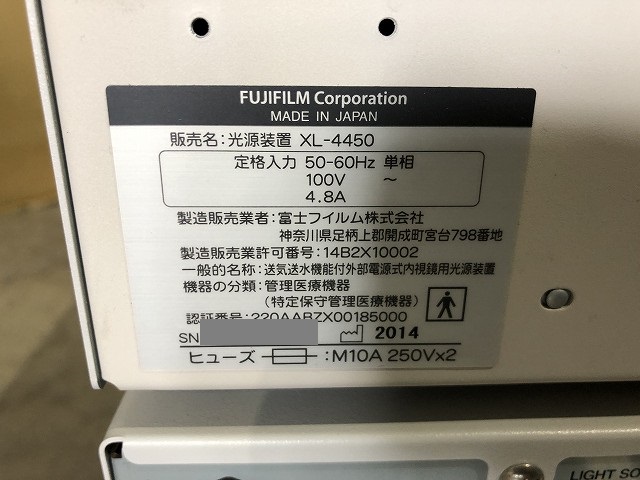 FUJIFILM Corporation
MADE IN JAPAN
販売名：光源装置 XL-4450
定格入力 50-60Hz 単相
100V ～
4.8A
製造販売業者：富士フイルム株式会社
神奈川県足柄上郡開成町宮台798番地
製造販売業許可番号：14B2X10002
一般的名称：送気送水機能付外部電源式内視鏡用光源装置
機器の分類：管理医療機器
（特定保守管理医療機器）
認証番号：220AABZX00185000
SN
2014
ヒューズ ：M10A 250V×2
LIGHT SO